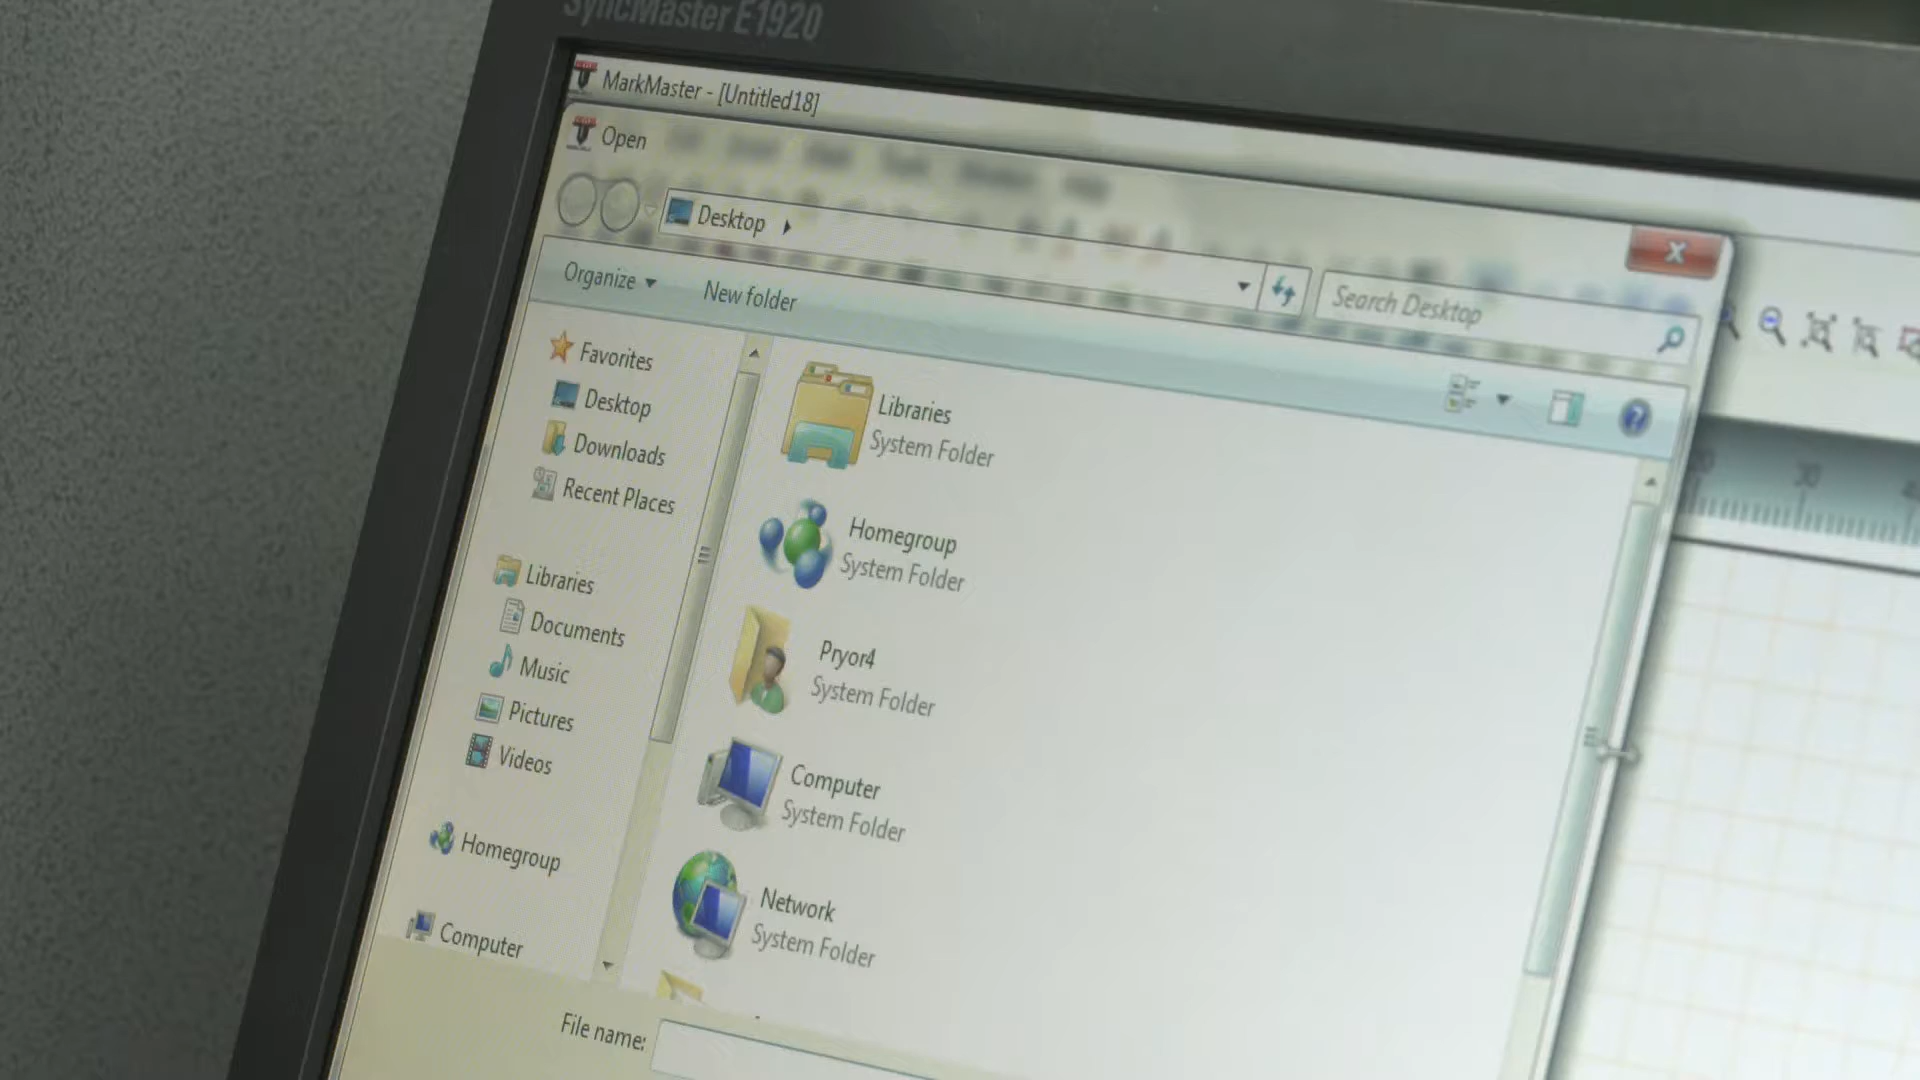 SyncMaster E1920
MarkMaster - [Untitled18]
Open
Desktop
Search Desktop
Organize
New folder
Favorites
Desktop
Downloads
Recent Places
Libraries
Documents
Music
Pictures
Videos
Homegroup
Computer
Libraries
System Folder
Homegroup
System Folder
Pryor4
System Folder
Computer
System Folder
Network
System Folder
File name:
30